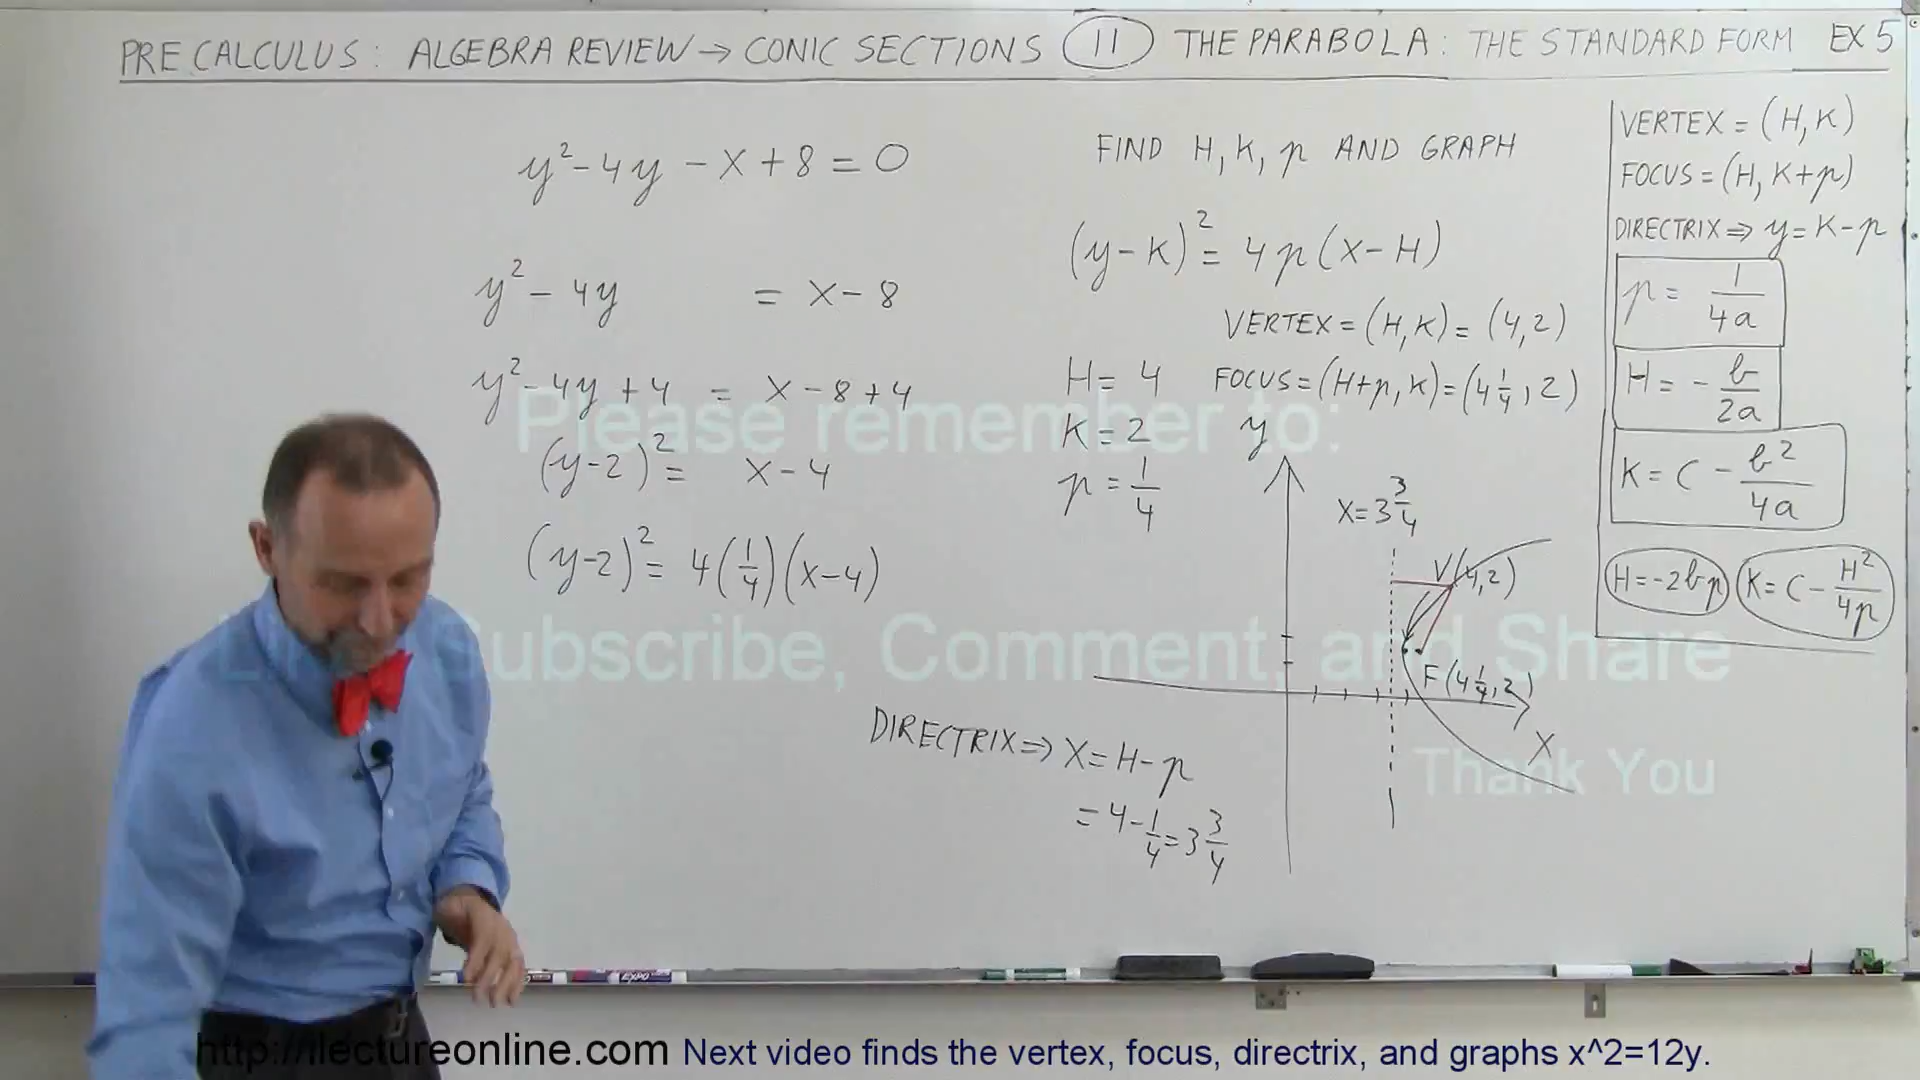 PRE CALCULUS: ALGEBRA REVIEW → CONIC SECTIONS (11) THE PARABOLA: THE STANDARD FORM EX 5
y² - 4y - x + 8 = 0
y² - 4y = x - 8
y² - 4y + 4 = x - 8 + 4
(y-2)² = x - 4
(y-2)² = 4(1/4)(x-4)
FIND H, K, p AND GRAPH
(y-K)² = 4p(x-H)
VERTEX = (H,K) = (4,2)
H = 4
FOCUS = (H+p, K) = (4 1/4, 2)
K = 2
p = 1/4
y
X = 3 3/4
V(4,2)
F(4 1/4, 2)
X
DIRECTRIX ⇒ X = H - p
= 4 - 1/4 = 3 3/4
VERTEX = (H, K)
FOCUS = (H, K+p)
DIRECTRIX ⇒ y = K - p
p = 1/4a
H = - b/2a
K = C - b²/4a
H = -2bp
K = C - H²/4p
Please remember to:
Subscribe, Comment, and Share
Thank You
EXPO
http://ilectureonline.com Next video finds the vertex, focus, directrix, and graphs x^2=12y.